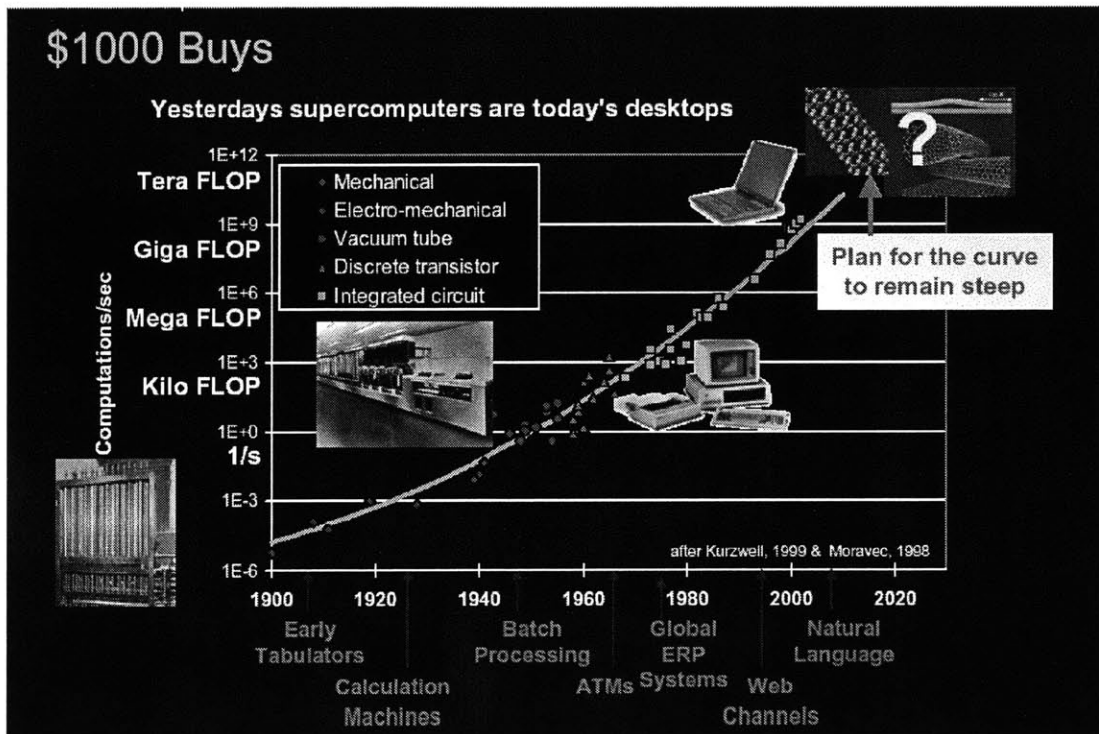 $1000 Buys
Yesterdays supercomputers are today's desktops
?
1E+12
Tera FLOP
1E+9
Giga FLOP
1E+6
Mega FLOP
1E+3
Kilo FLOP
1E+0
1/s
1E-3
1E-6
Computations/sec
Mechanical
Electro-mechanical
Vacuum tube
Discrete transistor
Integrated circuit
Plan for the curve
to remain steep
after Kurzwell, 1999 & Moravec, 1998
1900 1920 1940 1960 1980 2000 2020
Early
Tabulators
Calculation
Machines
Batch
Processing
ATMs
Global
ERP
Systems
Web
Channels
Natural
Language